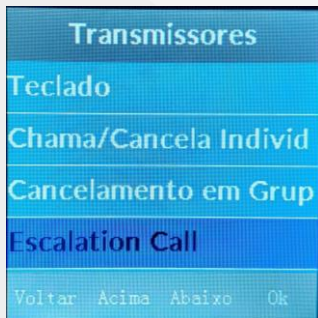 Transmissores
Teclado
Chama/Cancela Individ
Cancelamento em Grup
Escalation Call
Voltar Acima Abaixo Ok